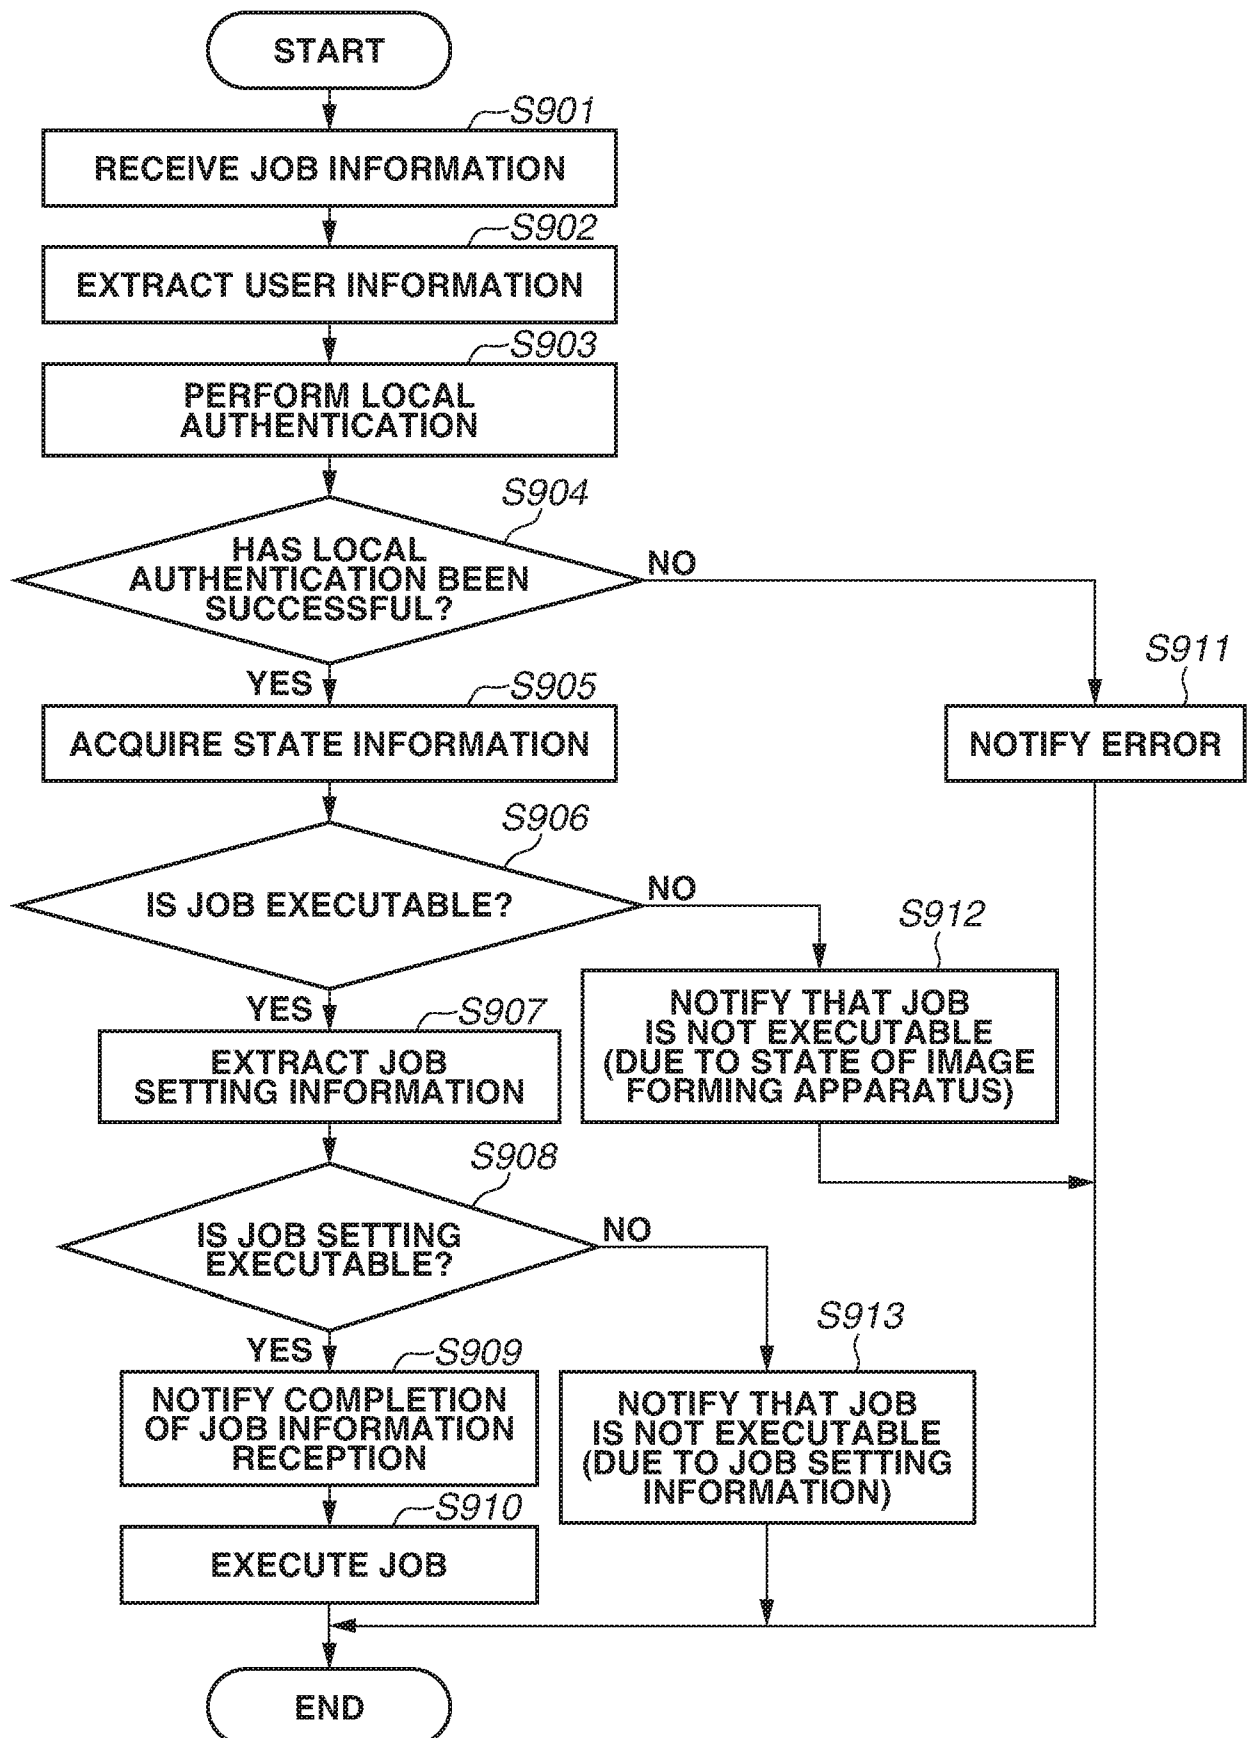 START
S901
RECEIVE JOB INFORMATION
S902
EXTRACT USER INFORMATION
S903
PERFORM LOCAL
AUTHENTICATION
S904
HAS LOCAL
AUTHENTICATION BEEN
SUCCESSFUL?
NO
YES
S905
ACQUIRE STATE INFORMATION
S911
NOTIFY ERROR
S906
IS JOB EXECUTABLE?
NO
YES
S912
NOTIFY THAT JOB
IS NOT EXECUTABLE
(DUE TO STATE OF IMAGE
FORMING APPARATUS)
S907
EXTRACT JOB
SETTING INFORMATION
S908
IS JOB SETTING
EXECUTABLE?
NO
YES
S909
NOTIFY COMPLETION
OF JOB INFORMATION
RECEPTION
S913
NOTIFY THAT JOB
IS NOT EXECUTABLE
(DUE TO JOB SETTING
INFORMATION)
S910
EXECUTE JOB
END